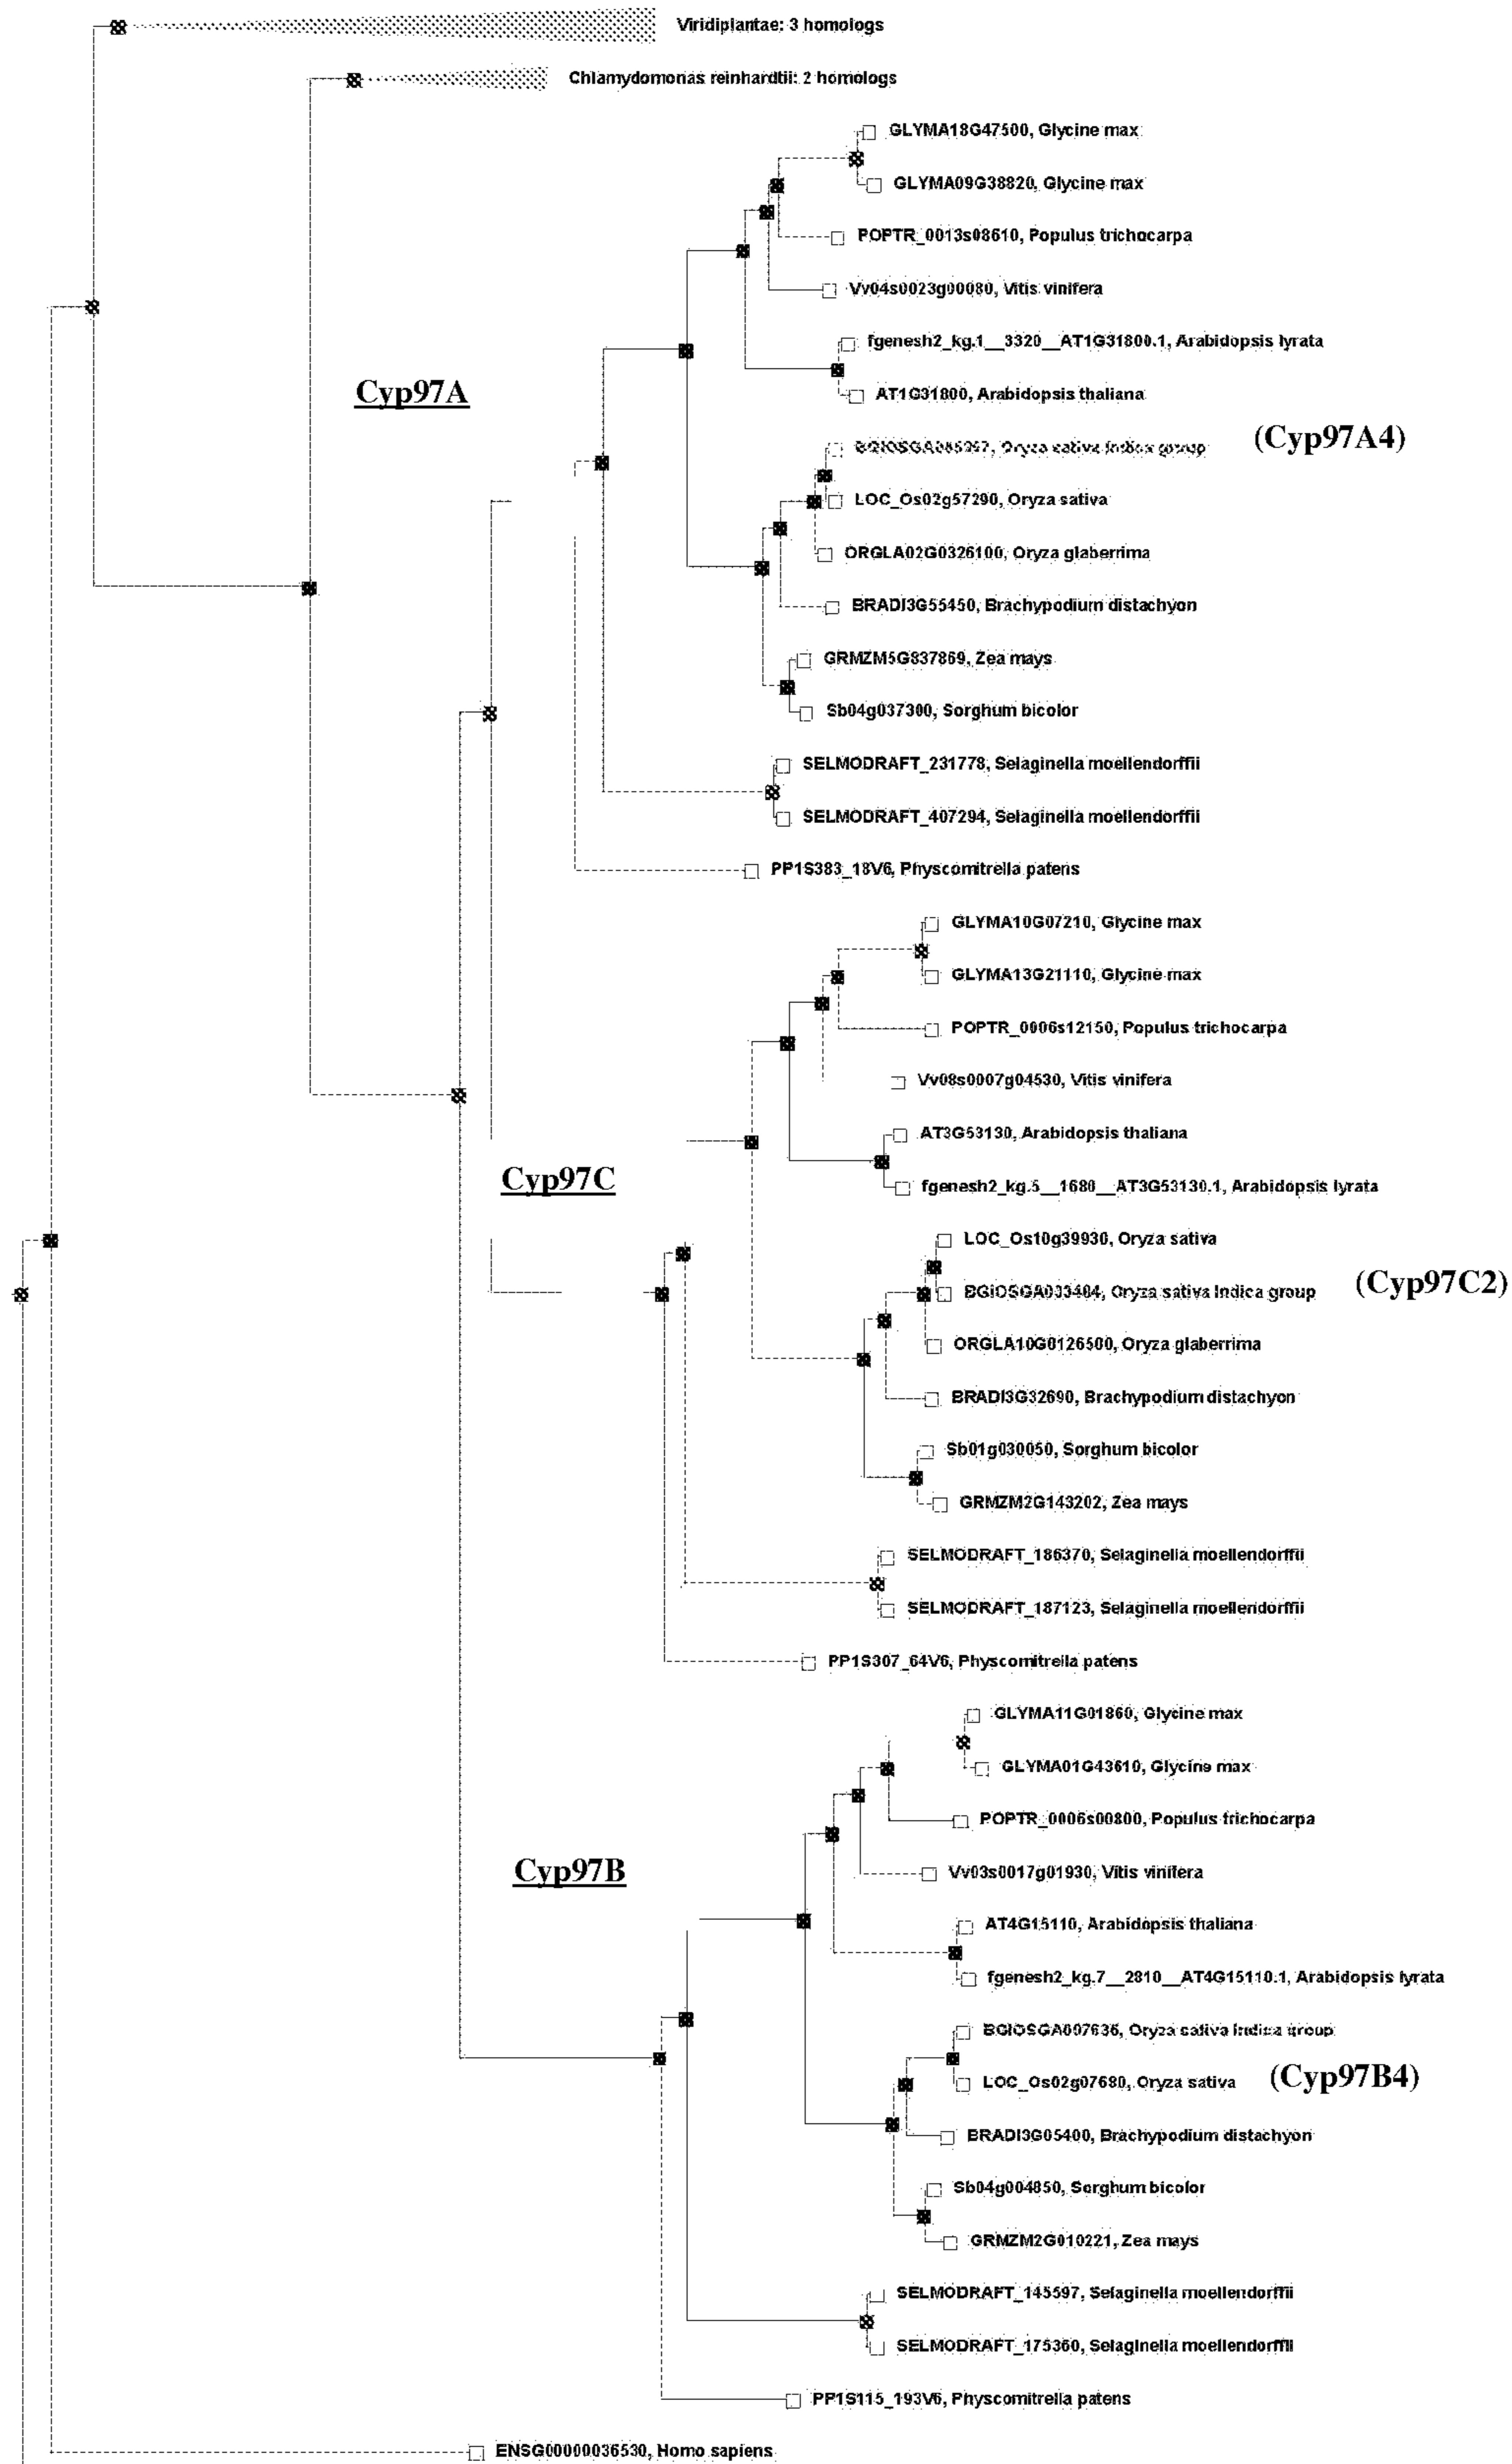 Viridiplantae: 3 homologs
Chlamydomonas reinhardtii: 2 homologs
GLYMA18G47500, Glycine max
GLYMA09G38820, Glycine max
POPTR_0013s08610, Populus trichocarpa
Vv04s0023g00080, Vitis vinifera
fgenesh2_kg.1__3320__AT1G31800.1, Arabidopsis lyrata
Cyp97A
AT1G31800, Arabidopsis thaliana
Oryza sativa Indica group (Cyp97A4)
LOC_Os02g57290, Oryza sativa
ORGLA02G0326100, Oryza glaberrima
BRADI3G55450, Brachypodium distachyon
GRMZM5G837869, Zea mays
Sb04g037300, Sorghum bicolor
SELMODRAFT_231778, Selaginella moellendorffii
SELMODRAFT_407294, Selaginella moellendorffii
PP1S383_18V6, Physcomitrella patens
GLYMA10G07210, Glycine max
GLYMA13G21110, Glycine max
POPTR_0006s12150, Populus trichocarpa
Vv08s0007g04530, Vitis vinifera
AT3G53130, Arabidopsis thaliana
Cyp97C
fgenesh2_kg.5__1680__AT3G53130.1, Arabidopsis lyrata
LOC_Os10g39930, Oryza sativa
BGIOSGA033484, Oryza sativa Indica group (Cyp97C2)
ORGLA10G0126500, Oryza glaberrima
BRADI3G32690, Brachypodium distachyon
Sb01g030050, Sorghum bicolor
GRMZM2G143202, Zea mays
SELMODRAFT_186370, Selaginella moellendorffii
SELMODRAFT_187123, Selaginella moellendorffii
PP1S307_64V6, Physcomitrella patens
GLYMA11G01860, Glycine max
GLYMA01G43610, Glycine max
POPTR_0006s00800, Populus trichocarpa
Cyp97B
Vv03s0017g01930, Vitis vinifera
AT4G15110, Arabidopsis thaliana
fgenesh2_kg.7__2810__AT4G15110.1, Arabidopsis lyrata
BGIOSGA007636, Oryza sativa Indica group
LOC_Os02g07680, Oryza sativa (Cyp97B4)
BRADI3G05400, Brachypodium distachyon
Sb04g004850, Sorghum bicolor
GRMZM2G010221, Zea mays
SELMODRAFT_145597, Selaginella moellendorffii
SELMODRAFT_175360, Selaginella moellendorffii
PP1S115_193V6, Physcomitrella patens
ENSG00000036530, Homo sapiens